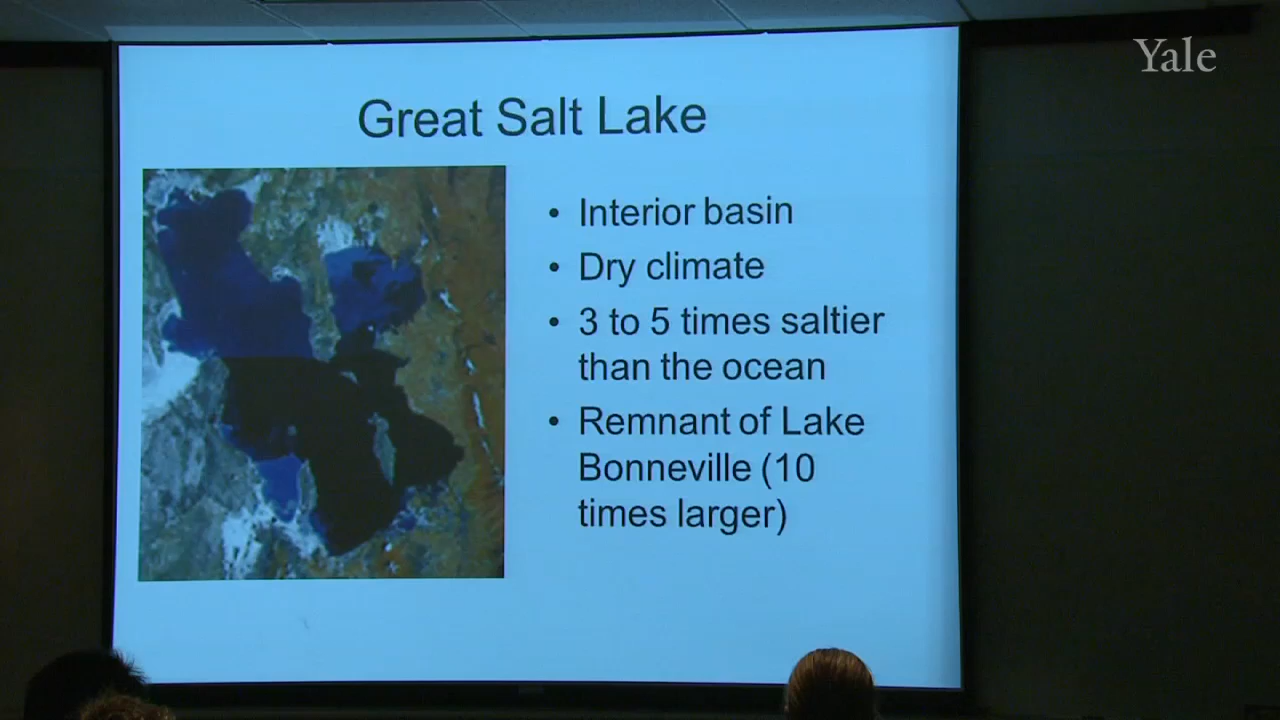 Yale
Great Salt Lake
• Interior basin
• Dry climate
• 3 to 5 times saltier
than the ocean
• Remnant of Lake
Bonneville (10
times larger)